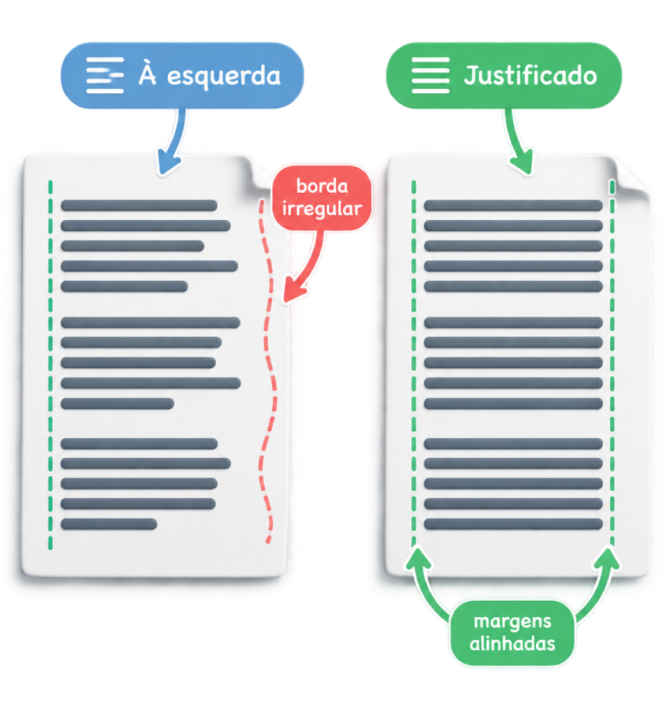 À esquerda
Justificado
borda
irregular
margens
alinhadas